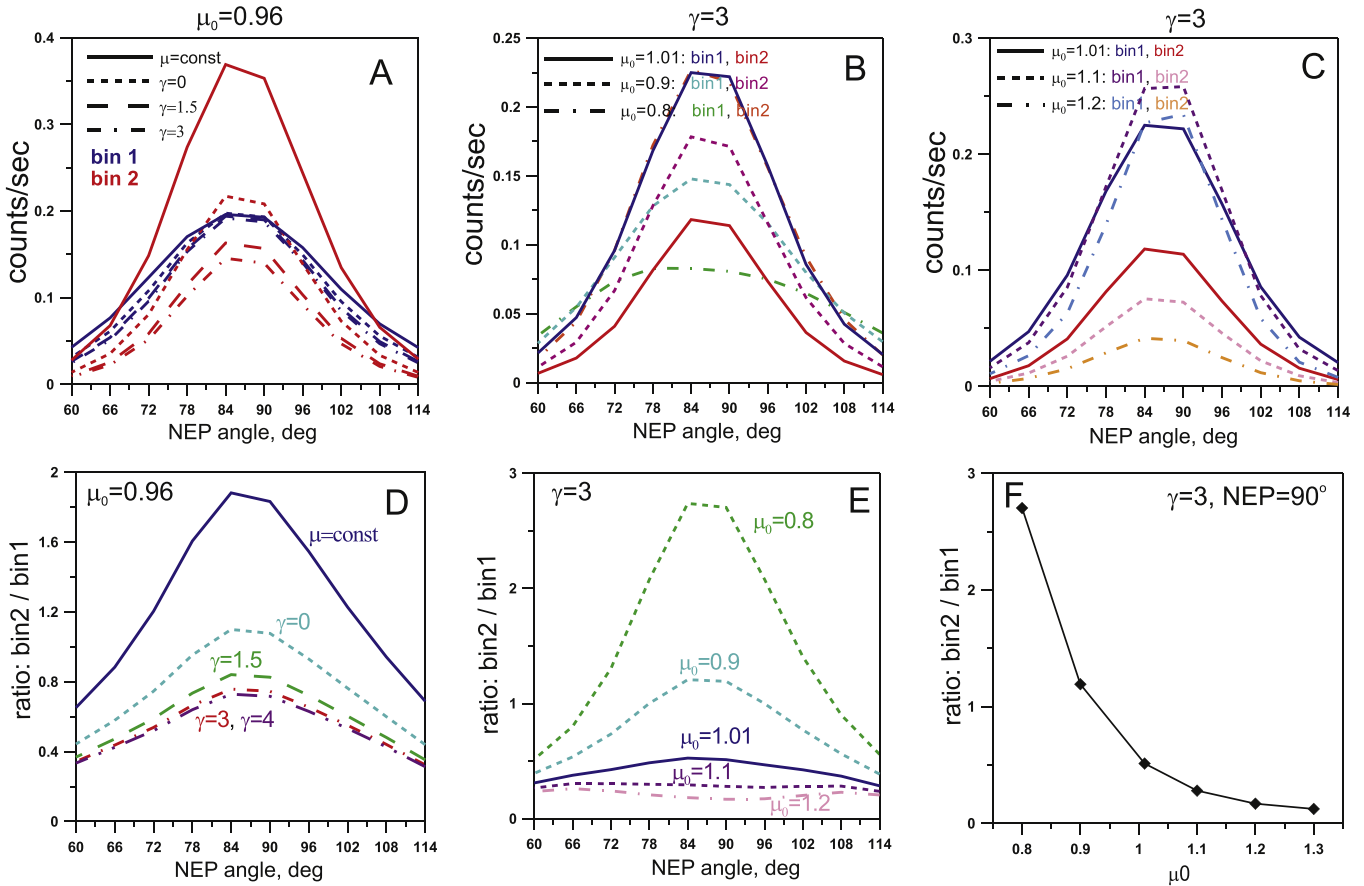 μ₀=0.96
A
μ=const
γ=0
γ=1.5
γ=3
bin 1
bin 2
counts/sec
0.4
0.3
0.2
0.1
0
60 66 72 78 84 90 96 102 108 114
NEP angle, deg
γ=3
B
μ₀=1.01: bin1, bin2
μ₀=0.9: bin1, bin2
μ₀=0.8: bin1, bin2
counts/sec
0.25
0.2
0.15
0.1
0.05
0
60 66 72 78 84 90 96 102 108 114
NEP angle, deg
γ=3
C
μ₀=1.01: bin1, bin2
μ₀=1.1: bin1, bin2
μ₀=1.2: bin1, bin2
counts/sec
0.3
0.2
0.1
0
60 66 72 78 84 90 96 102 108 114
NEP angle, deg
μ₀=0.96
D
μ=const
γ=0
γ=1.5
γ=3, γ=4
ratio: bin2 / bin1
2
1.6
1.2
0.8
0.4
0
60 66 72 78 84 90 96 102 108 114
NEP angle, deg
γ=3
E
μ₀=0.8
μ₀=0.9
μ₀=1.01
μ₀=1.1
μ₀=1.2
ratio: bin2 / bin1
3
2
1
0
60 66 72 78 84 90 96 102 108 114
NEP angle, deg
F
γ=3, NEP=90°
ratio: bin2 / bin1
3
2
1
0
0.8 0.9 1 1.1 1.2 1.3
μ0